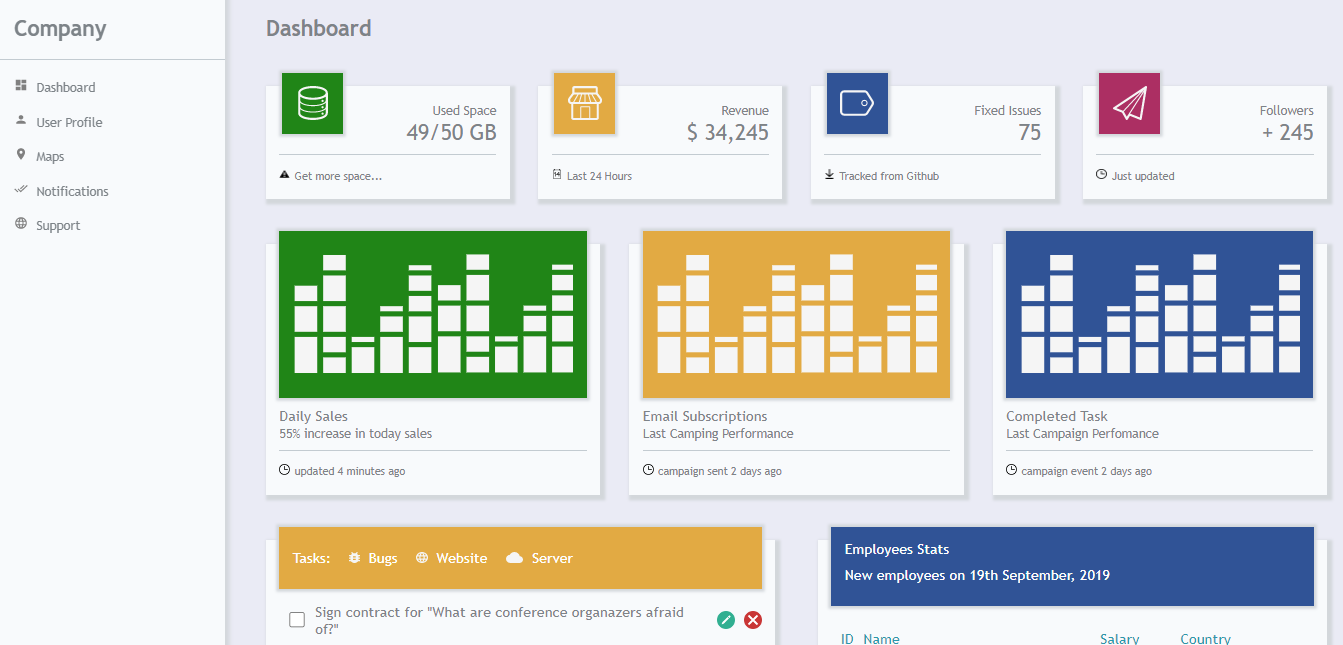 Company
Dashboard
User Profile
Maps
Notifications
Support
Dashboard
Used Space
49/50 GB
Get more space...
Revenue
$ 34,245
Last 24 Hours
Fixed Issues
75
Tracked from Github
Followers
+ 245
Just updated
Daily Sales
55% increase in today sales
updated 4 minutes ago
Email Subscriptions
Last Camping Performance
campaign sent 2 days ago
Completed Task
Last Campaign Perfomance
campaign event 2 days ago
Tasks: Bugs Website Server
Sign contract for "What are conference organazers afraid
of?"
Employees Stats
New employees on 19th September, 2019
ID Name Salary Country